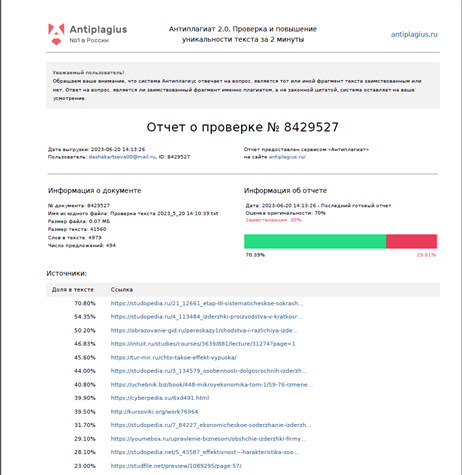 Antiplagius
№1 в России
Антиплагиат 2.0. Проверка и повышение
уникальности текста за 2 минуты
antiplagius.ru
Уважаемый пользователь!
Обращаем ваше внимание, что система Антиплагиус отвечает на вопрос, является тот или иной фрагмент текста заимствованным или
нет. Ответ на вопрос, является ли заимствованный фрагмент именно плагиатом, а не законной цитатой, система оставляет на ваше
усмотрение.
Отчет о проверке № 8429527
Дата выгрузки: 2023-06-20 14:13:26
Пользователь: dashakartseva00@mail.ru, ID: 8429527
Отчет предоставлен сервисом «Антиплагиат»
на сайте antiplagius.ru/
Информация о документе
№ документа: 8429527
Имя исходного файла: Проверка текста 2023_5_20 14:10:39.txt
Размер файла: 0.07 МБ
Размер текста: 41560
Слов в тексте: 4979
Число предложений: 494
Информация об отчете
Дата: 2023-06-20 14:13:26 - Последний готовый отчет
Оценка оригинальности: 70%
Заимствования: 30%
70.39%
29.61%
Источники:
Доля в тексте Ссылка
70.80% https://studopedia.ru/21_12661_etap-III-sistematicheskoe-sokrash...
54.35% https://studopedia.ru/4_113484_izderzhki-proizvodstva-v-kratkosr...
50.20% https://obrazovanie-gid.ru/pereskazy1/shodstva-i-razlichiya-izde...
46.83% https://intuit.ru/studies/courses/3639/881/lecture/31274?page=1
45.60% https://tur-mir.ru/chto-takoe-effekt-vypuska/
44.00% https://studopedia.ru/3_134579_osobennosti-dolgosrochnih-izderzh...
40.80% https://uchebnik.biz/book/448-mikroyekonomika-tom-1/59-76-izmene...
39.90% https://cyberpedia.su/6xd491.html
39.50% http://kursoviki.org/work76964
31.70% https://studopedia.ru/7_84227_ekonomicheskoe-soderzhanie-izderzh...
29.10% https://youmebox.ru/upravlenie-biznesom/obshchie-izderzhki-firmy...
28.10% https://studopedia.net/5_43587_effektivnost---harakteristika-soo...
23.00% https://studfile.net/preview/1089295/page:57/